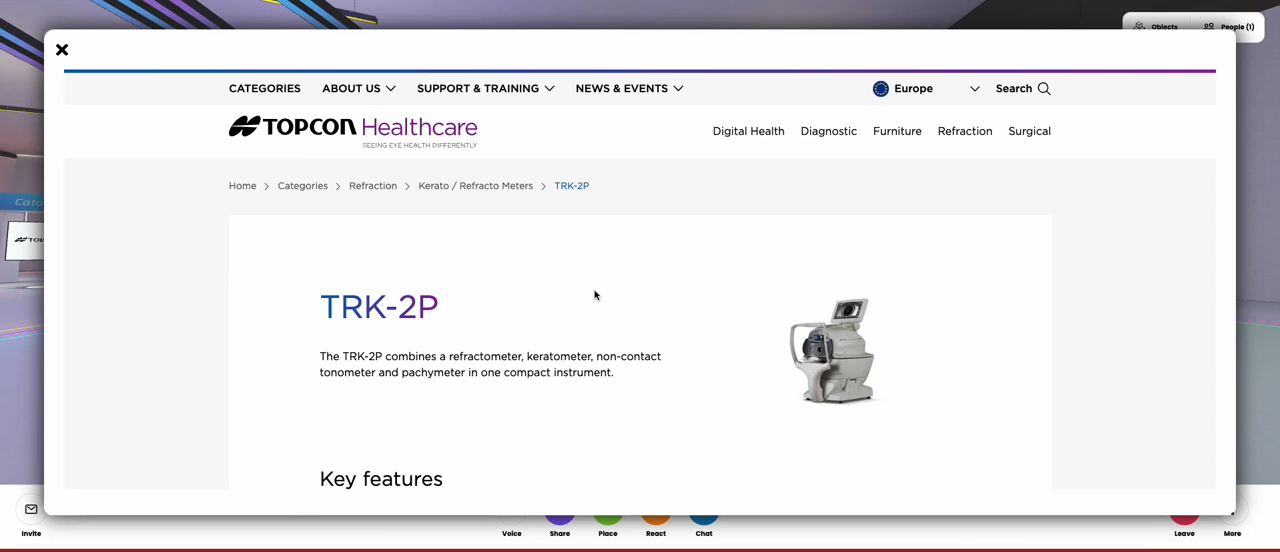 Objects
People (1)
CATEGORIES ABOUT US SUPPORT & TRAINING NEWS & EVENTS Europe Search
TOPCON Healthcare
SEEING EYE HEALTH DIFFERENTLY
Digital Health Diagnostic Furniture Refraction Surgical
Home > Categories > Refraction > Kerato / Refracto Meters > TRK-2P
TRK-2P
The TRK-2P combines a refractometer, keratometer, non-contact
tonometer and pachymeter in one compact instrument.
Key features
Invite Voice Share Place React Chat Leave More